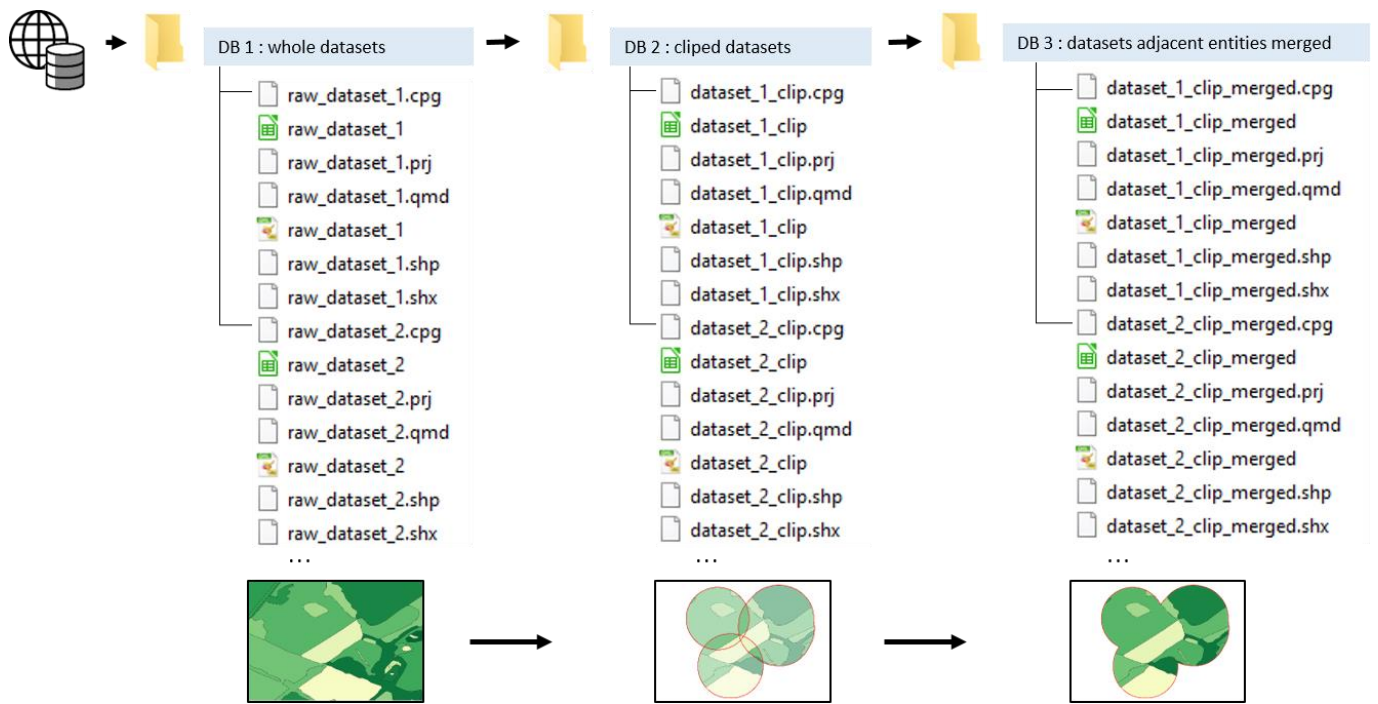 DB 1 : whole datasets
raw_dataset_1.cpg
raw_dataset_1
raw_dataset_1.prj
raw_dataset_1.qmd
raw_dataset_1
raw_dataset_1.shp
raw_dataset_1.shx
raw_dataset_2.cpg
raw_dataset_2
raw_dataset_2.prj
raw_dataset_2.qmd
raw_dataset_2
raw_dataset_2.shp
raw_dataset_2.shx
...
DB 2 : cliped datasets
dataset_1_clip.cpg
dataset_1_clip
dataset_1_clip.prj
dataset_1_clip.qmd
dataset_1_clip
dataset_1_clip.shp
dataset_1_clip.shx
dataset_2_clip.cpg
dataset_2_clip
dataset_2_clip.prj
dataset_2_clip.qmd
dataset_2_clip
dataset_2_clip.shp
dataset_2_clip.shx
...
DB 3 : datasets adjacent entities merged
dataset_1_clip_merged.cpg
dataset_1_clip_merged
dataset_1_clip_merged.prj
dataset_1_clip_merged.qmd
dataset_1_clip_merged
dataset_1_clip_merged.shp
dataset_1_clip_merged.shx
dataset_2_clip_merged.cpg
dataset_2_clip_merged
dataset_2_clip_merged.prj
dataset_2_clip_merged.qmd
dataset_2_clip_merged
dataset_2_clip_merged.shp
dataset_2_clip_merged.shx
...